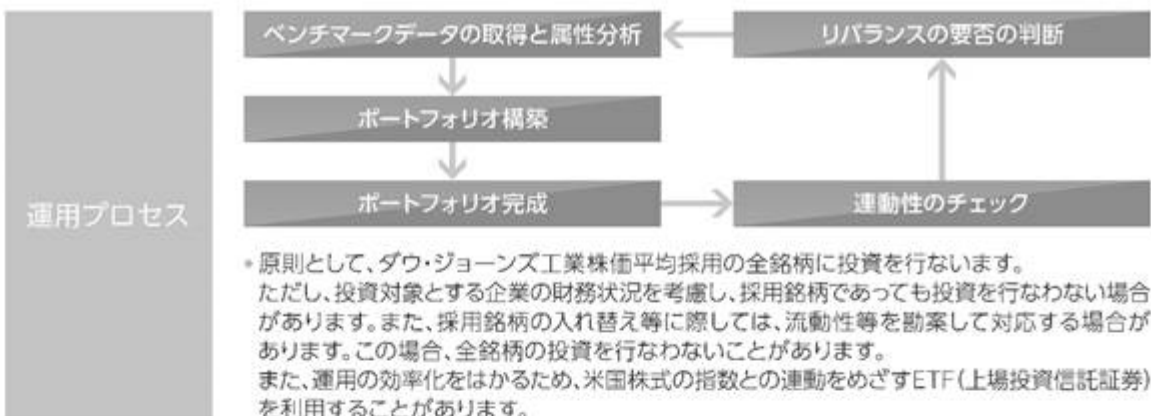 運用プロセス
ベンチマークデータの取得と属性分析
リバランスの要否の判断
ポートフォリオ構築
ポートフォリオ完成
連動性のチェック
*原則として、ダウ・ジョーンズ工業株価平均採用の全銘柄に投資を行ないます。
ただし、投資対象とする企業の財務状況を考慮し、採用銘柄であっても投資を行なわない場合
があります。また、採用銘柄の入れ替え等に際しては、流動性等を勘案して対応する場合が
あります。この場合、全銘柄の投資を行なわないことがあります。
また、運用の効率化をはかるため、米国株式の指数との連動をめざすETF(上場投資信託証券)
を利用することがあります。